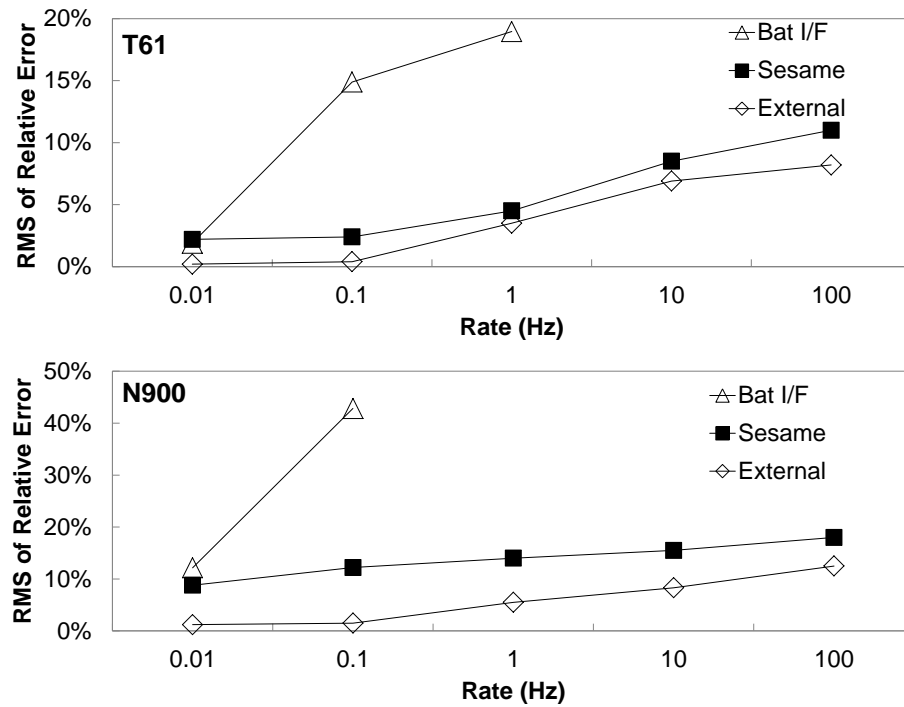 20%
15%
10%
5%
0%
RMS of Relative Error
T61
Bat I/F
Sesame
External
0.01 0.1 1 10 100
Rate (Hz)
50%
40%
30%
20%
10%
0%
RMS of Relative Error
N900
Bat I/F
Sesame
External
0.01 0.1 1 10 100
Rate (Hz)